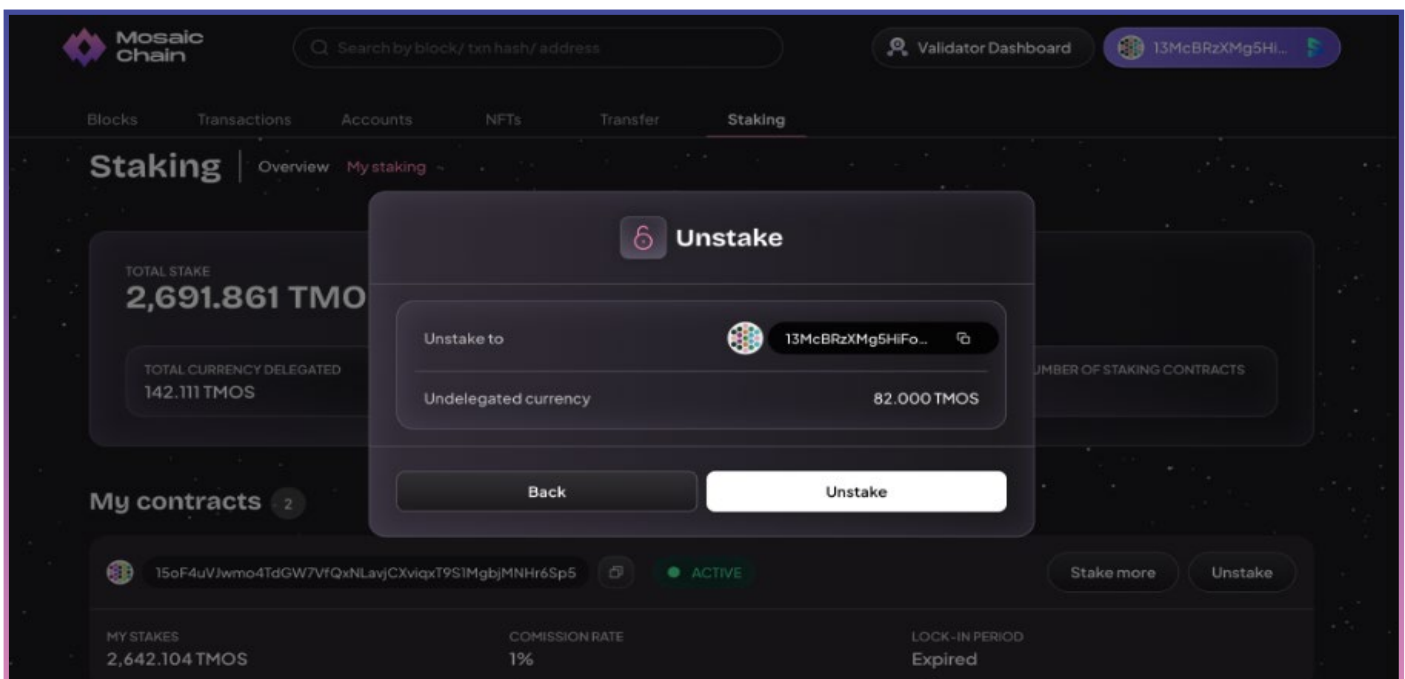 Mosaic
Chain
Search by block/ txn hash/ address
Validator Dashboard
13McBRzXMg5Hi...
Blocks
Transactions
Accounts
NFTs
Transfer
Staking
Staking
Overview
My staking
Unstake
TOTAL STAKE
2,691.861 TMO
Unstake to
13McBRzXMg5HiFo...
TOTAL CURRENCY DELEGATED
142.111 TMOS
UMBER OF STAKING CONTRACTS
Undelegated currency
82.000 TMOS
Back
Unstake
My contracts
2
15oF4uVJwmo4TdGW7VfQxNLavjCXviqxT9S1MgbjMNHr6Sp5
ACTIVE
Stake more
Unstake
MY STAKES
2,642.104 TMOS
COMISSION RATE
1%
LOCK-IN PERIOD
Expired